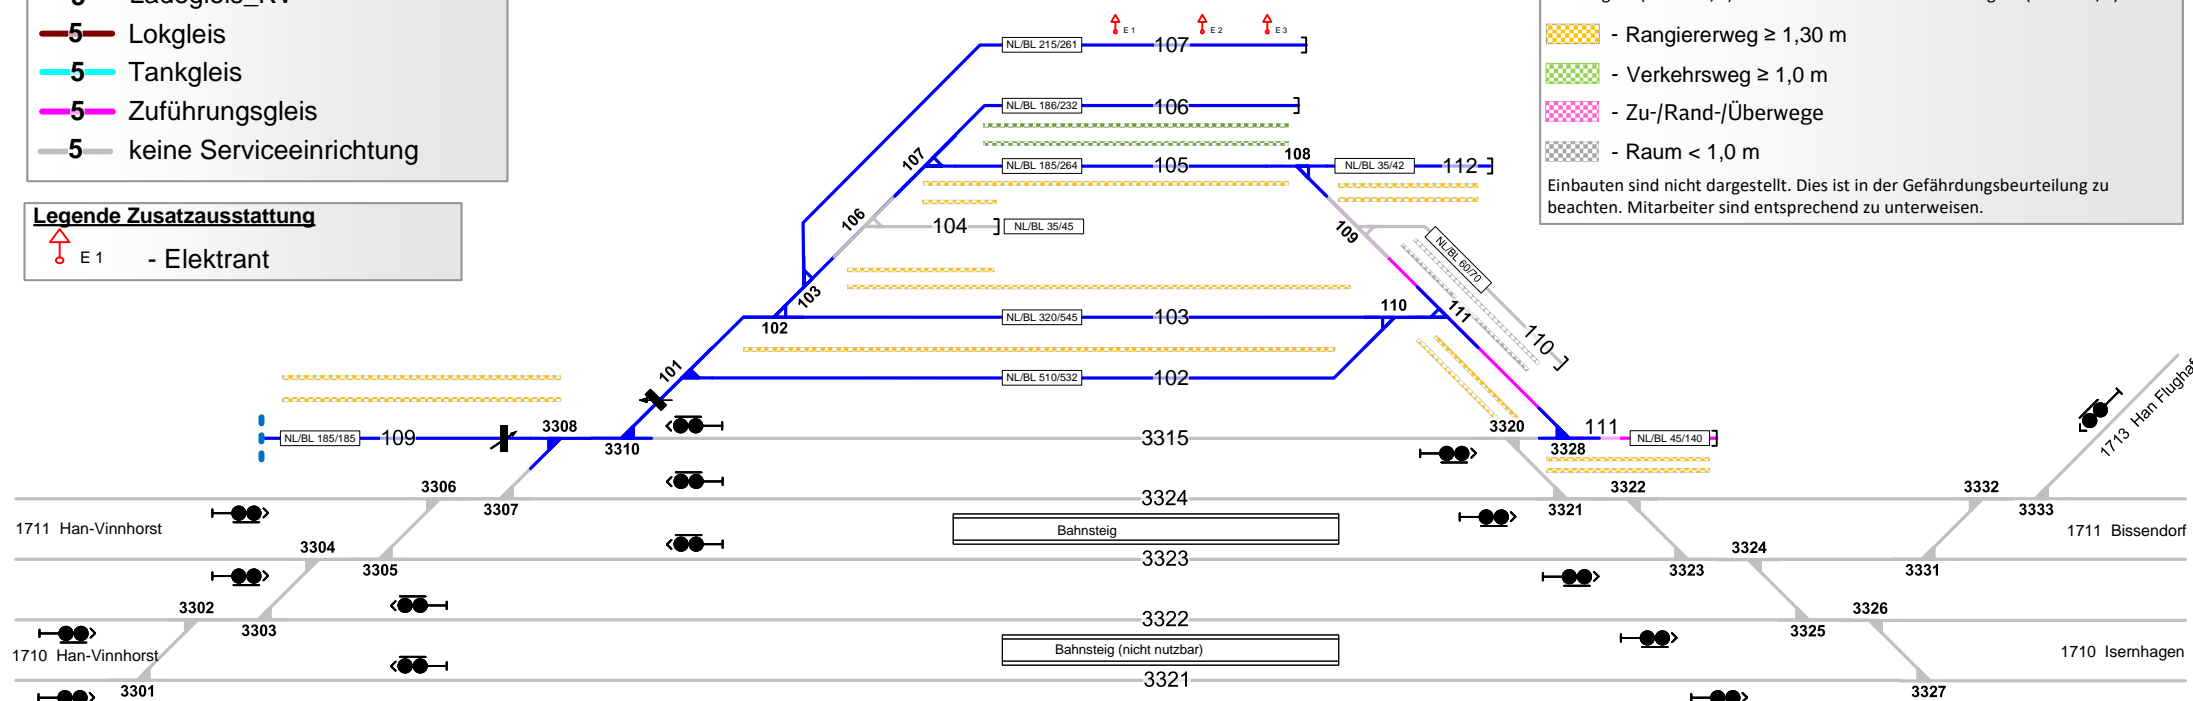 5 Lokgleis
5 Tankgleis
5 Zuführungsgleis
5 keine Serviceeinrichtung
Legende Zusatzausstattung
E 1 - Elektrant
- Rangiererweg ≥ 1,30 m
- Verkehrsweg ≥ 1,0 m
- Zu-/Rand-/Überwege
- Raum < 1,0 m
Einbauten sind nicht dargestellt. Dies ist in der Gefährdungsbeurteilung zu
beachten. Mitarbeiter sind entsprechend zu unterweisen.
E 1 E 2 E 3
NL/BL 215/261 107
NL/BL 186/232 106
107 NL/BL 185/264 105 108 NL/BL 35/42 112
106 104 NL/BL 35/45 109 NL/BL 60/70
103
102 NL/BL 320/545 103 110 111 110
101 NL/BL 510/532 102
NL/BL 185/185 109 3308 3310 3315 3320 3328 111 NL/BL 45/140
1713 Han Flughaf
3306 3307 3324 3321 3322 3332 3333
1711 Han-Vinnhorst Bahnsteig 1711 Bissendorf
3304 3305 3323 3323 3324 3331
3302 3303 3322 3325 3326
1710 Han-Vinnhorst Bahnsteig (nicht nutzbar) 1710 Isernhagen
3301 3321 3327